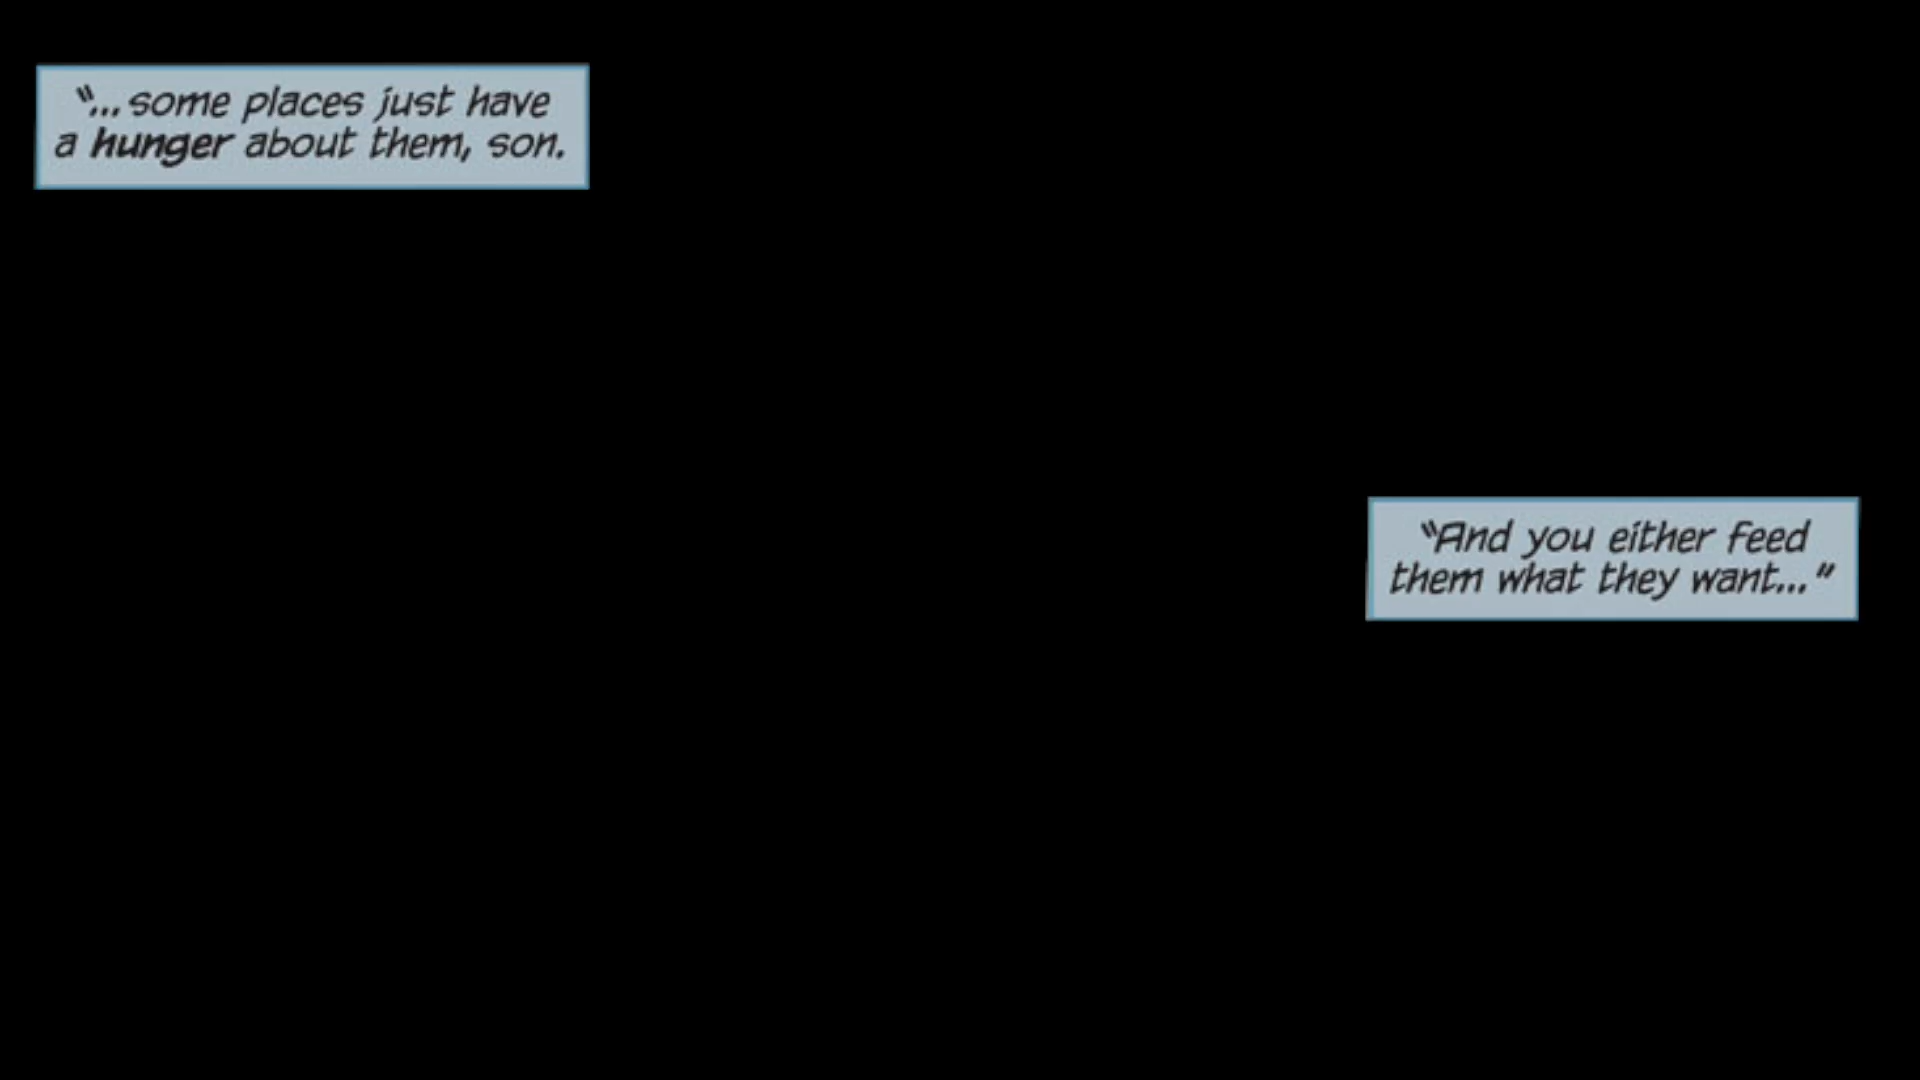 “...some places just have
a hunger about them, son.
“And you either feed
them what they want...”